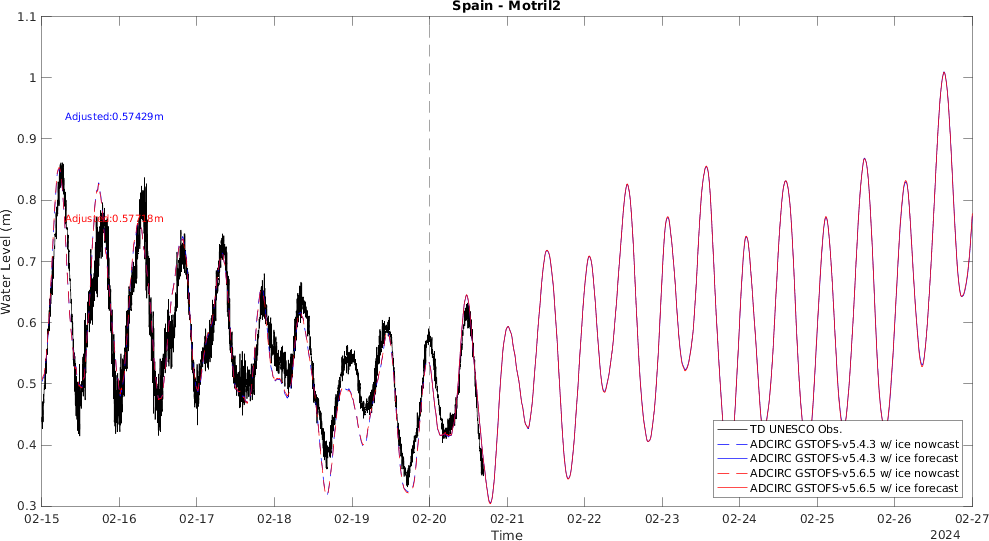 Spain - Motril2
1.1
1
0.9
0.8
0.7
0.6
0.5
0.4
0.3
Water Level (m)
Adjusted:0.57429m
TD UNESCO Obs.
ADCIRC GSTOFS-v5.4.3 w/ ice nowcast
ADCIRC GSTOFS-v5.4.3 w/ ice forecast
ADCIRC GSTOFS-v5.6.5 w/ ice nowcast
ADCIRC GSTOFS-v5.6.5 w/ ice forecast
02-15 02-16 02-17 02-18 02-19 02-20 02-21 02-22 02-23 02-24 02-25 02-26 02-27
Time
2024